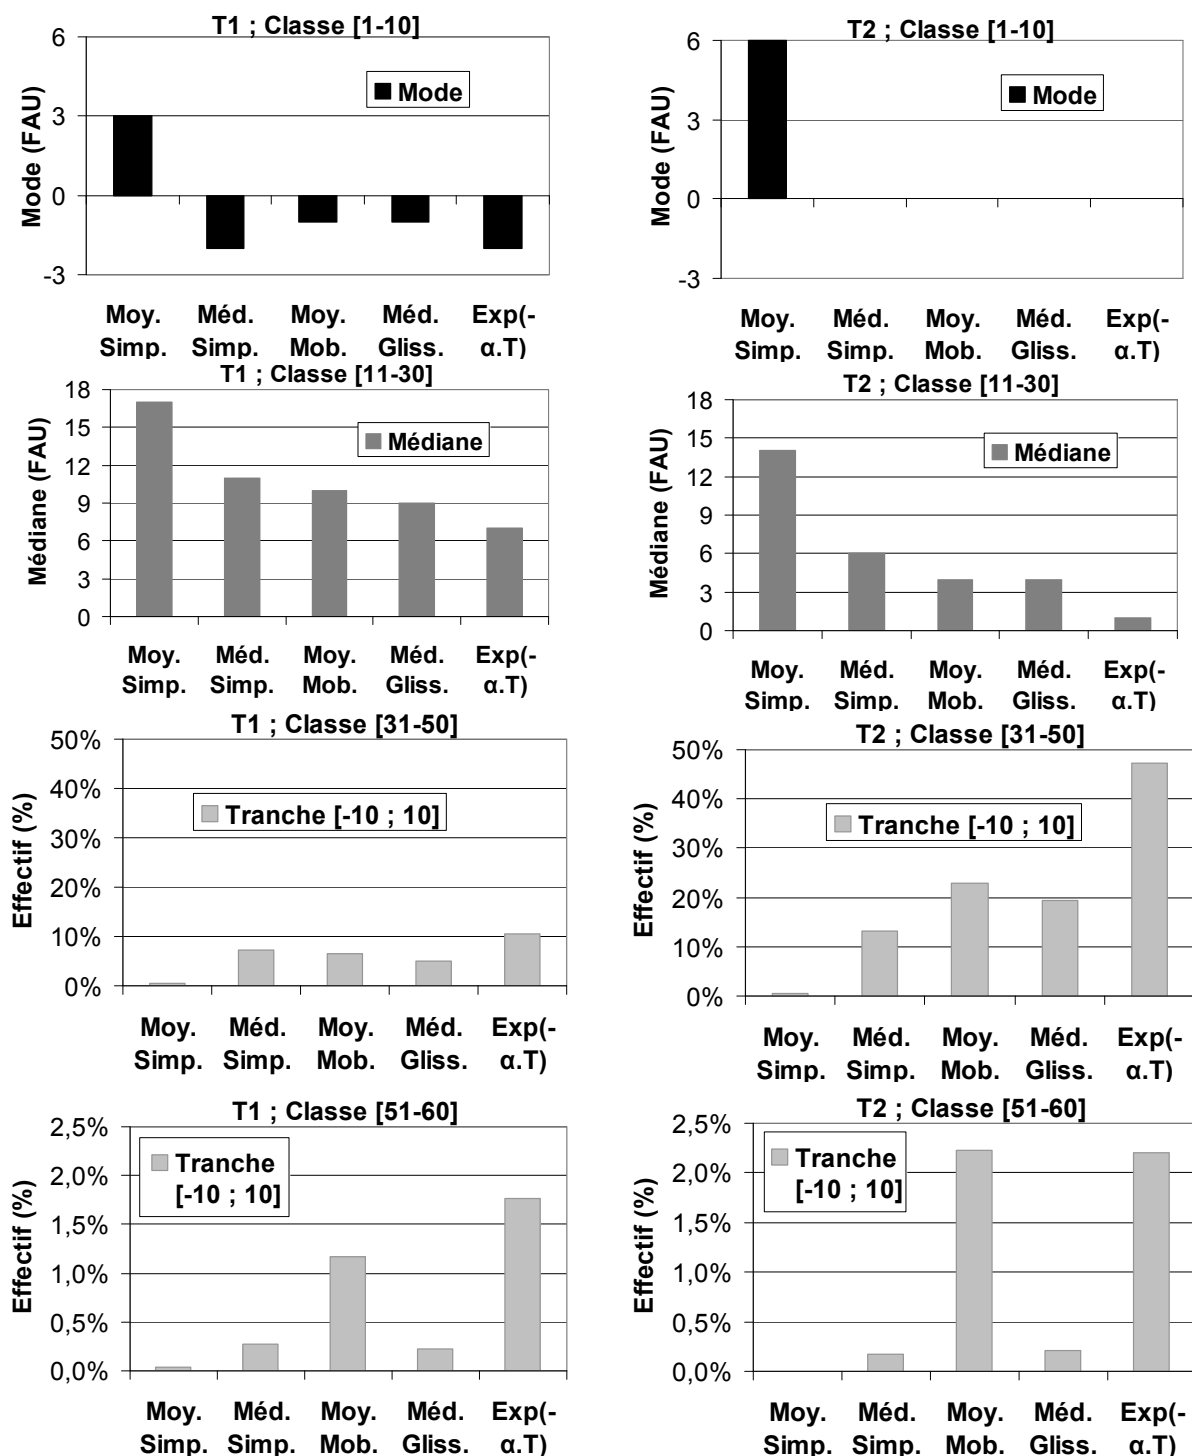 T1 ; Classe [1-10]
Mode (FAU)
6
3
0
-3
Mode
Moy. Méd. Moy. Méd. Exp(-
Simp. Simp. Mob. Gliss. α.T)
T2 ; Classe [1-10]
Mode (FAU)
6
3
0
-3
Mode
Moy. Méd. Moy. Méd. Exp(-
Simp. Simp. Mob. Gliss. α.T)
T1 ; Classe [11-30]
Médiane (FAU)
18
15
12
9
6
3
0
Médiane
Moy. Méd. Moy. Méd. Exp(-
Simp. Simp. Mob. Gliss. α.T)
T2 ; Classe [11-30]
Médiane (FAU)
18
15
12
9
6
3
0
Médiane
Moy. Méd. Moy. Méd. Exp(-
Simp. Simp. Mob. Gliss. α.T)
T1 ; Classe [31-50]
Effectif (%)
50%
40%
30%
20%
10%
0%
Tranche [-10 ; 10]
Moy. Méd. Moy. Méd. Exp(-
Simp. Simp. Mob. Gliss. α.T)
T2 ; Classe [31-50]
Effectif (%)
50%
40%
30%
20%
10%
0%
Tranche [-10 ; 10]
Moy. Méd. Moy. Méd. Exp(-
Simp. Simp. Mob. Gliss. α.T)
T1 ; Classe [51-60]
Effectif (%)
2,5%
2,0%
1,5%
1,0%
0,5%
0,0%
Tranche
[-10 ; 10]
Moy. Méd. Moy. Méd. Exp(-
Simp. Simp. Mob. Gliss. α.T)
T2 ; Classe [51-60]
Effectif (%)
2,5%
2,0%
1,5%
1,0%
0,5%
0,0%
Tranche
[-10 ; 10]
Moy. Méd. Moy. Méd. Exp(-
Simp. Simp. Mob. Gliss. α.T)